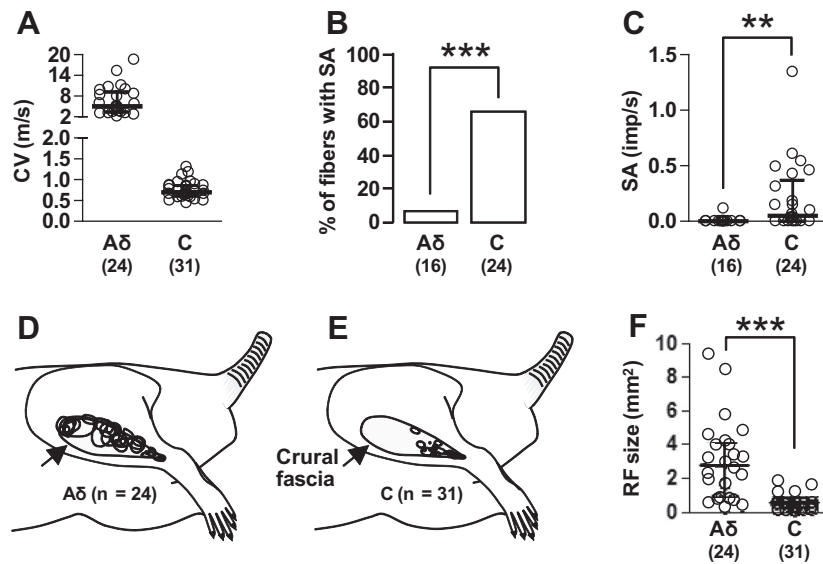 A
CV (m/s)
20
14
8
2
2.0
1.5
1.0
0.5
0.0
Aδ C
(24) (31)
B
% of fibers with SA
100
80
60
40
20
0
***
Aδ C
(16) (24)
C
SA (imp/s)
1.5
1.0
0.5
0.0
**
Aδ C
(16) (24)
D
Aδ (n = 24)
E
Crural
fascia
C (n = 31)
F
RF size (mm²)
10
8
6
4
2
0
***
Aδ C
(24) (31)